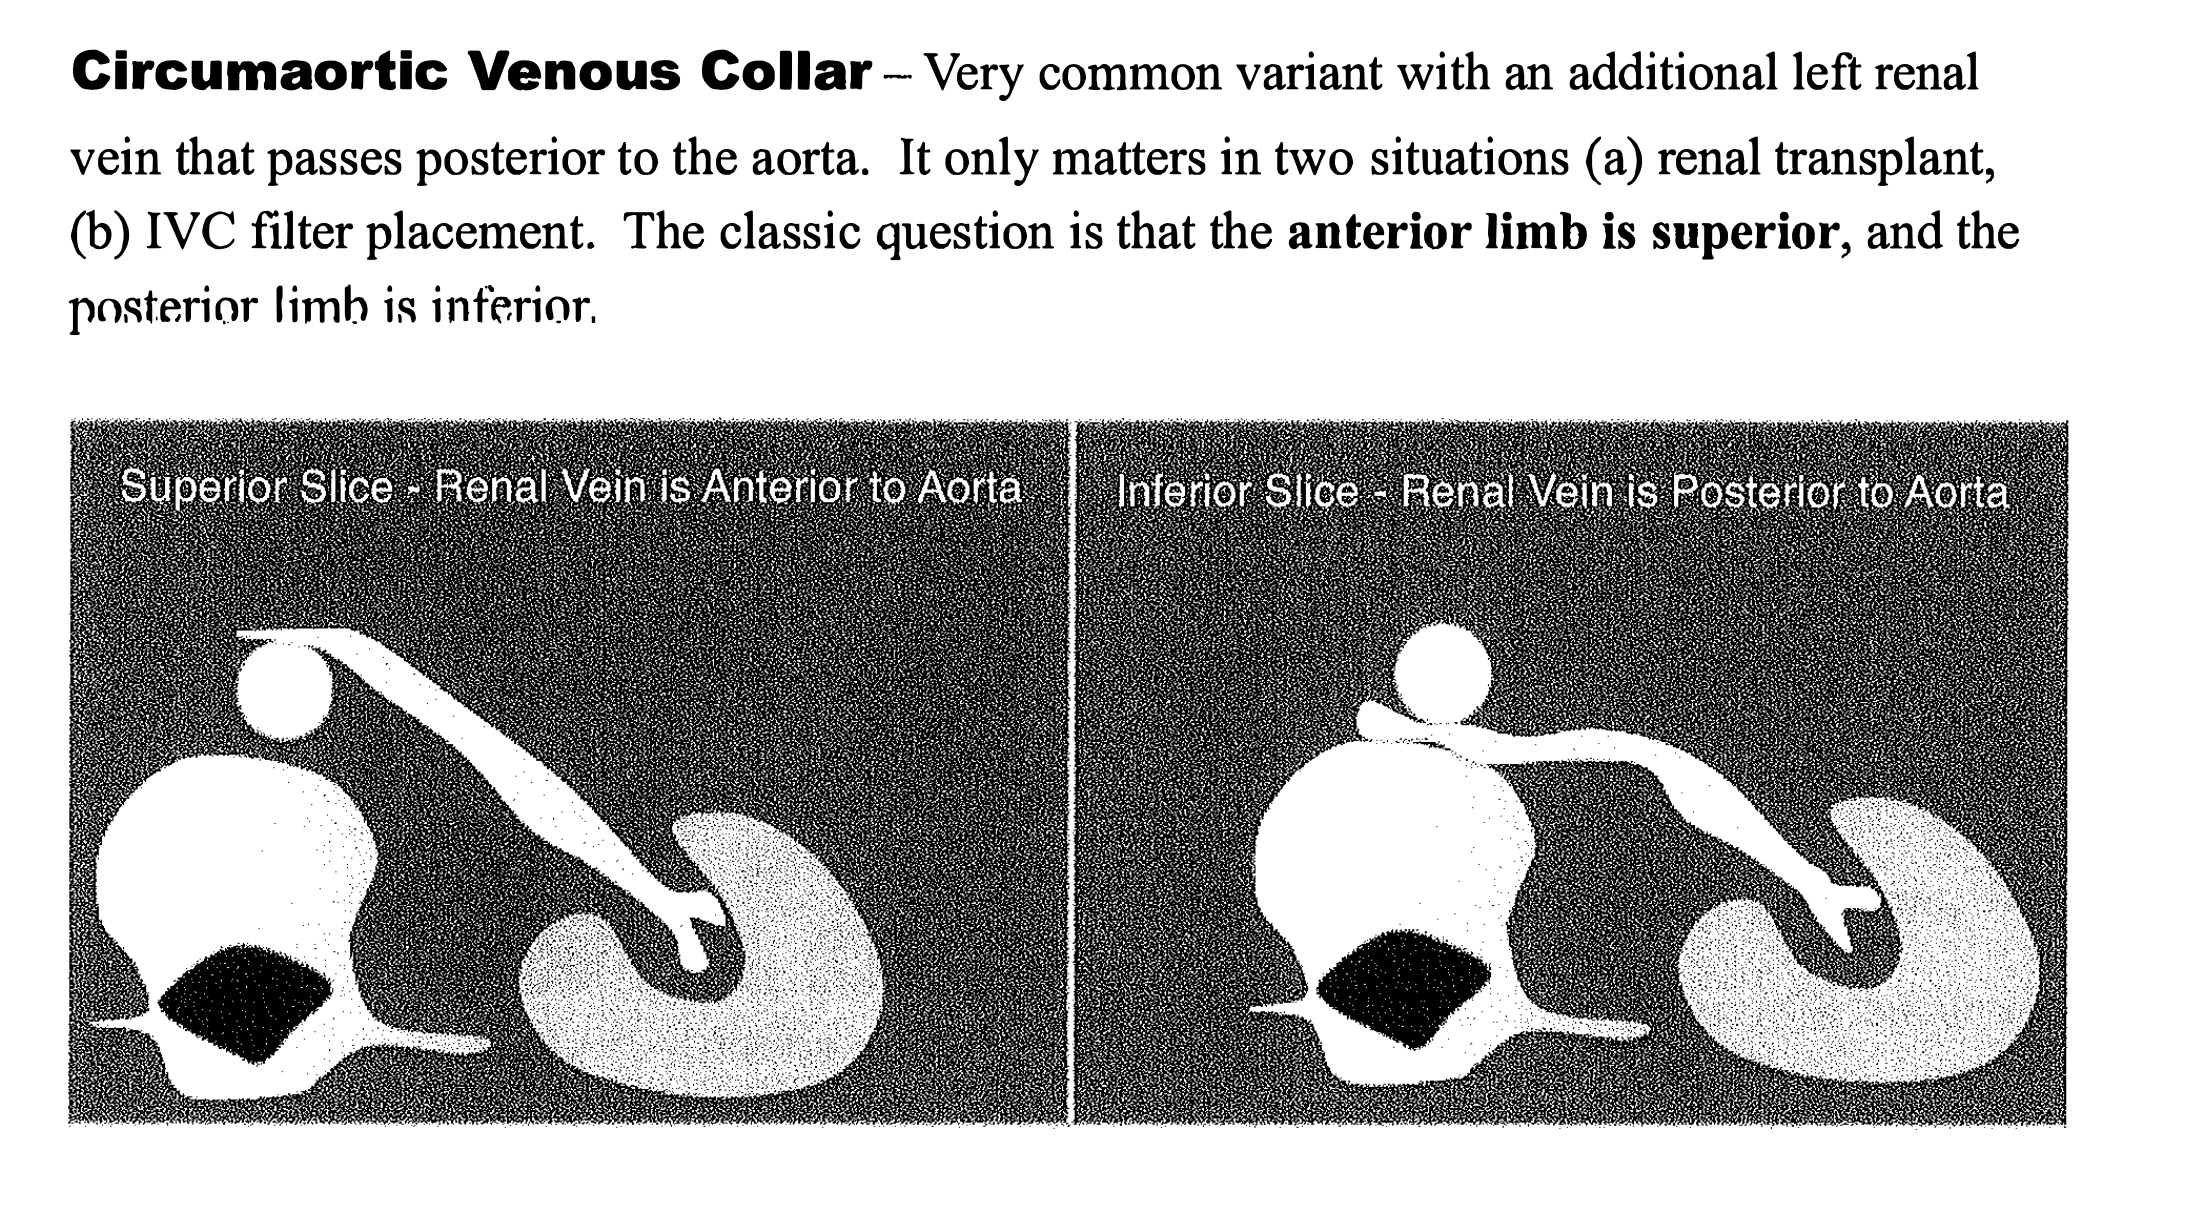 Circumaortic Venous Collar – Very common variant with an additional left renal
vein that passes posterior to the aorta. It only matters in two situations (a) renal transplant,
(b) IVC filter placement. The classic question is that the anterior limb is superior, and the
posterior limb is inferior.
Superior Slice - Renal Vein is Anterior to Aorta
Inferior Slice - Renal Vein is Posterior to Aorta